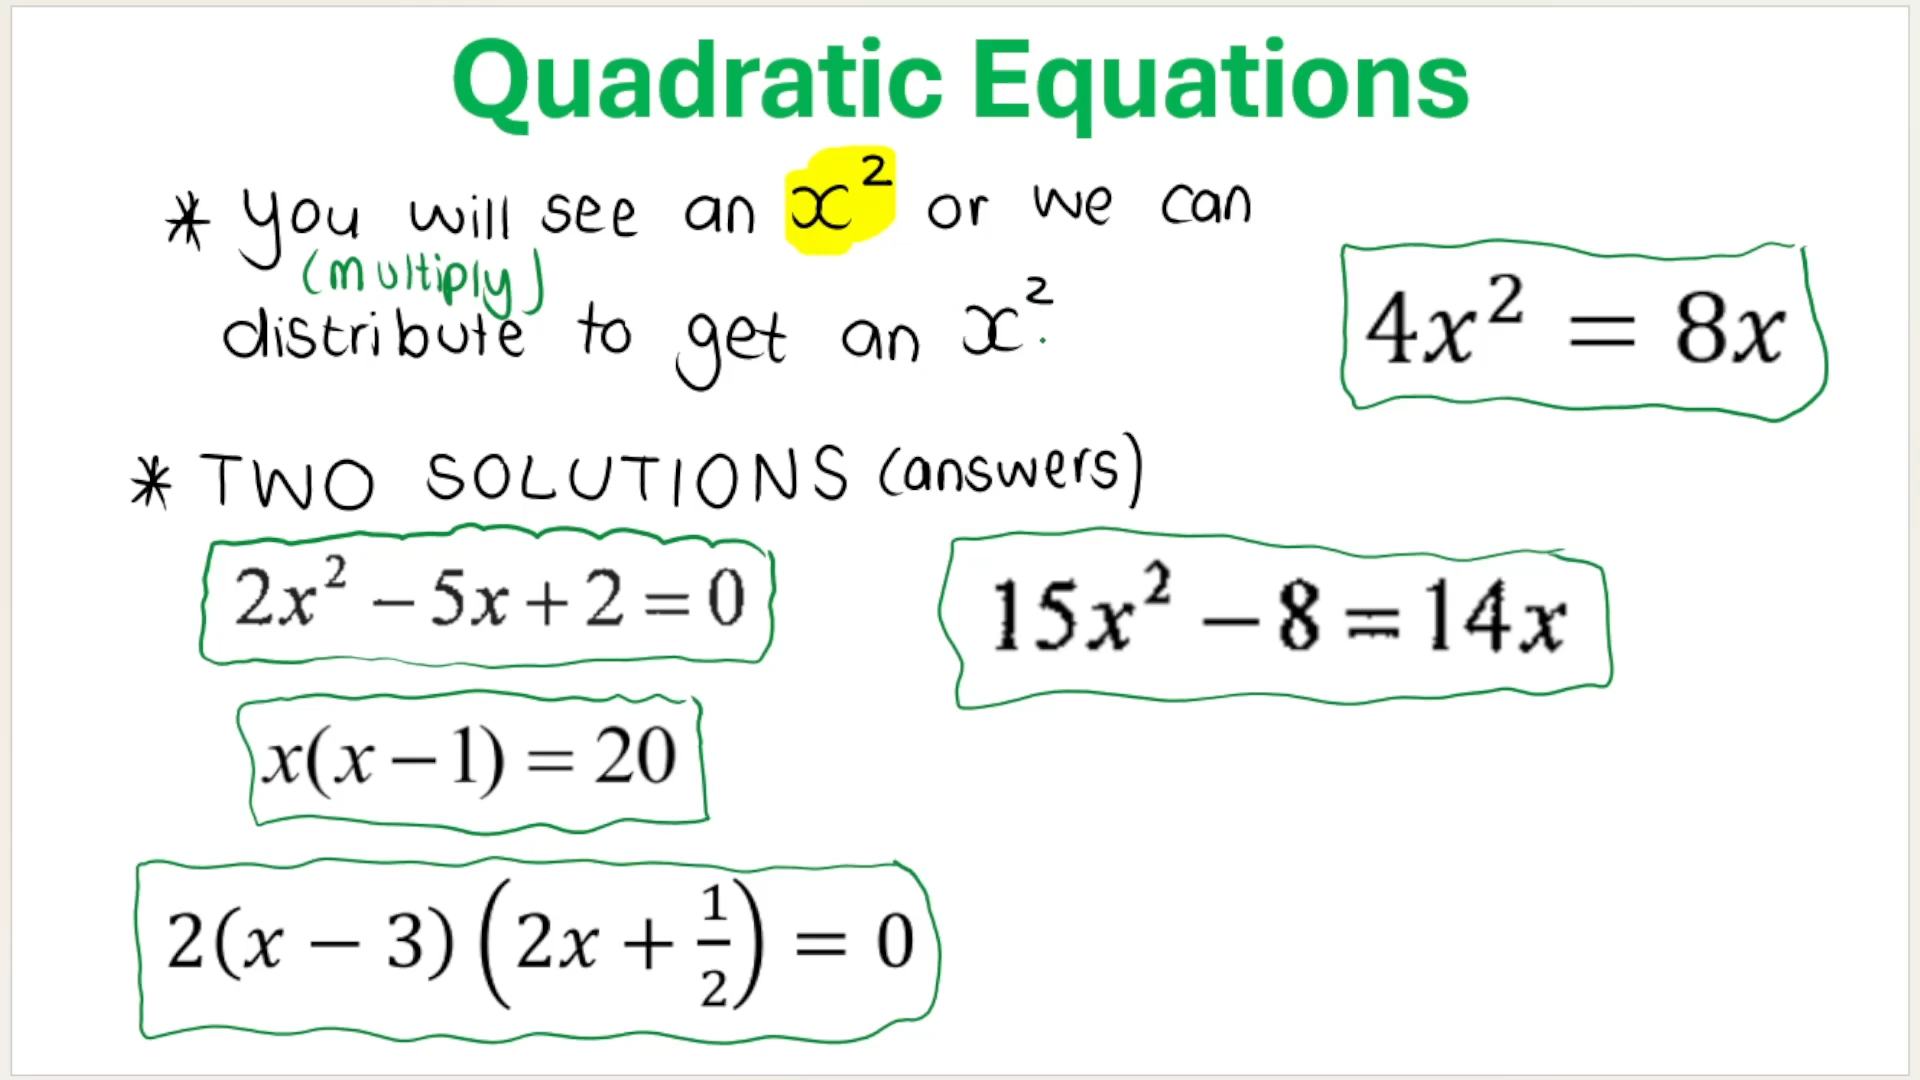 Quadratic Equations
* you will see an x² or we can
(multiply)
distribute to get an x².
4x² = 8x
* TWO SOLUTIONS (answers)
2x² − 5x + 2 = 0
15x² − 8 = 14x
x(x − 1) = 20
2(x − 3)(2x + 1/2) = 0